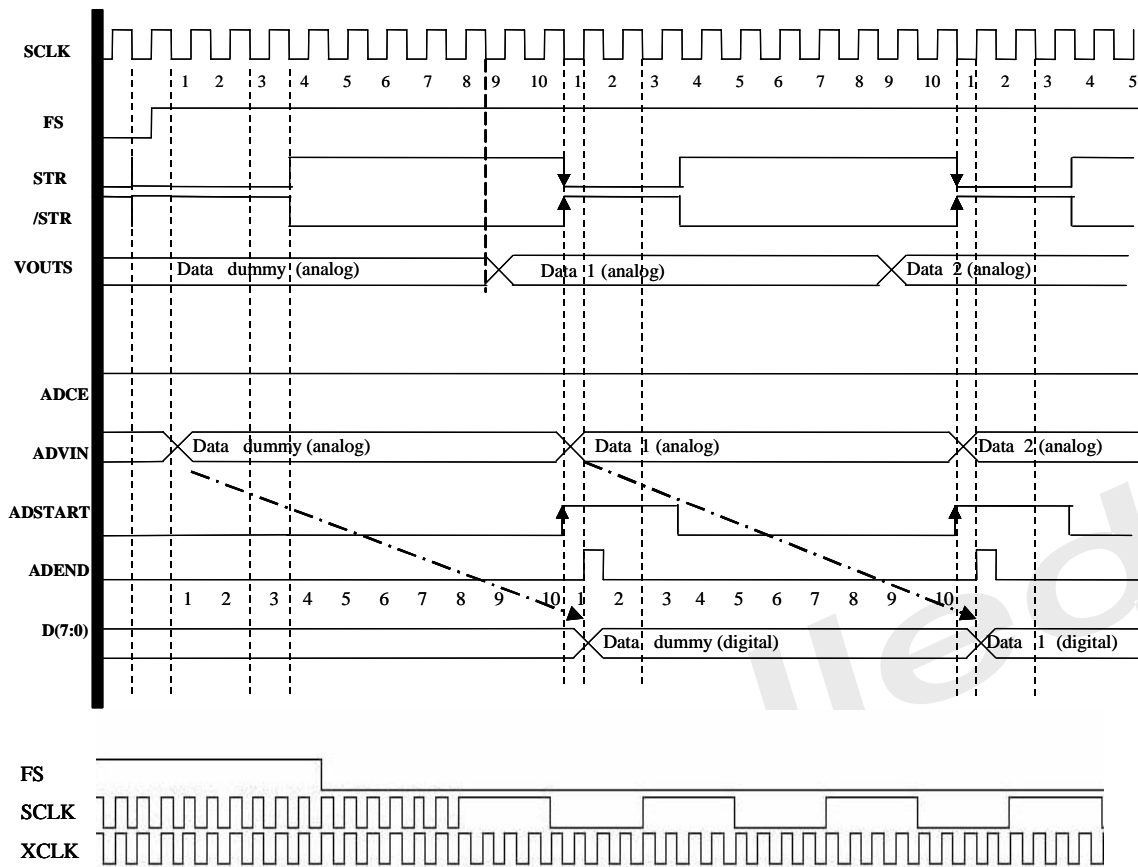 SCLK
1 2 3 4 5 6 7 8 9 10 1 2 3 4 5 6 7 8 9 10 1 2 3 4 5
FS
STR
/STR
VOUTS Data dummy (analog) Data 1 (analog) Data 2 (analog)
ADCE
ADVIN Data dummy (analog) Data 1 (analog) Data 2 (analog)
ADSTART
ADEND
1 2 3 4 5 6 7 8 9 10 1 2 3 4 5 6 7 8 9 10
D(7:0) Data dummy (digital) Data 1 (digital)
FS
SCLK
XCLK